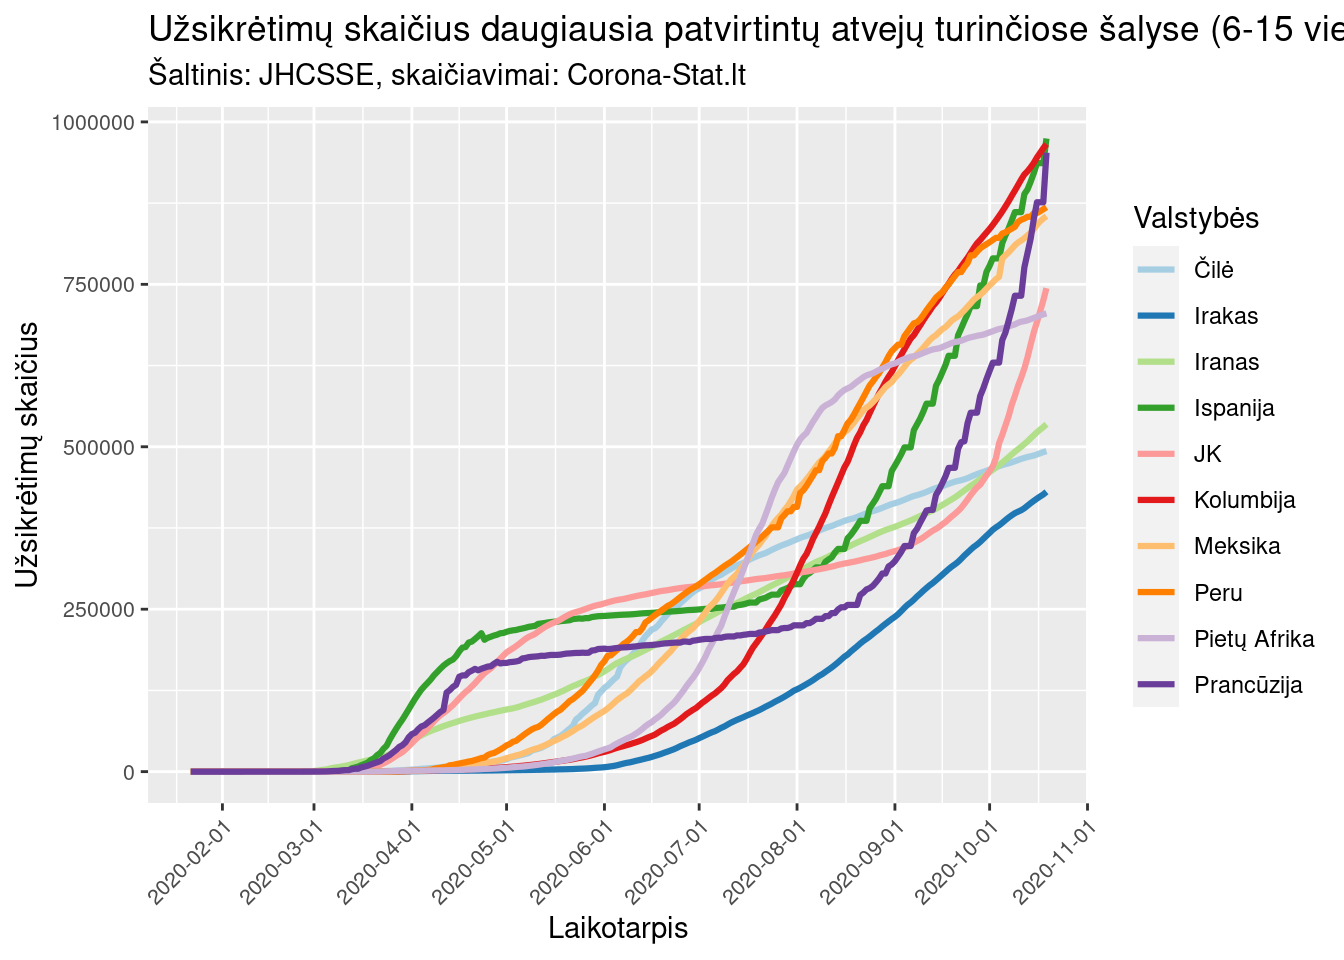 Užsikrėtimų skaičius daugiausia patvirtintų atvejų turinčiose šalyse (6-15 vie
Šaltinis: JHCSSE, skaičiavimai: Corona-Stat.lt
Užsikrėtimų skaičius
1000000
750000
500000
250000
0
2020-02-01
2020-03-01
2020-04-01
2020-05-01
2020-06-01
2020-07-01
2020-08-01
2020-09-01
2020-10-01
2020-11-01
Laikotarpis
Valstybės
Čilė
Irakas
Iranas
Ispanija
JK
Kolumbija
Meksika
Peru
Pietų Afrika
Prancūzija